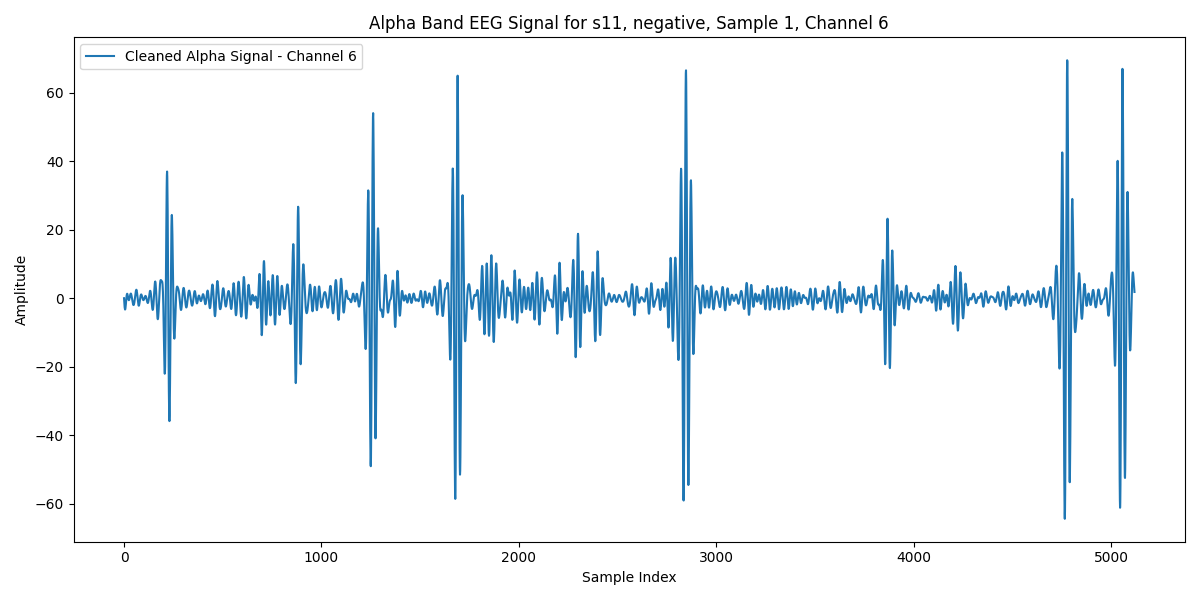 Alpha Band EEG Signal for s11, negative, Sample 1, Channel 6
Cleaned Alpha Signal - Channel 6
Amplitude
60
40
20
0
−20
−40
−60
0 1000 2000 3000 4000 5000
Sample Index